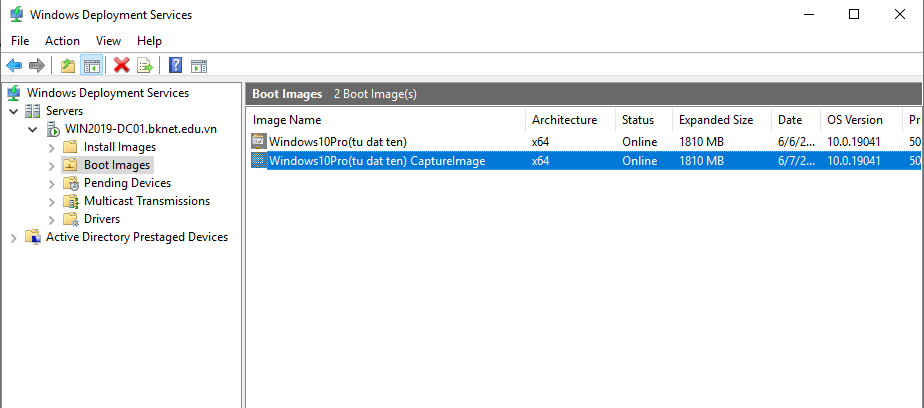 Windows Deployment Services
File Action View Help
Windows Deployment Services
Servers
WIN2019-DC01.bknet.edu.vn
Install Images
Boot Images
Pending Devices
Multicast Transmissions
Drivers
Active Directory Prestaged Devices
Boot Images 2 Boot Image(s)
Image Name Architecture Status Expanded Size Date OS Version Pr
Windows10Pro(tu dat ten) x64 Online 1810 MB 6/6/2... 10.0.19041 50
Windows10Pro(tu dat ten) CaptureImage x64 Online 1810 MB 6/7/2... 10.0.19041 50